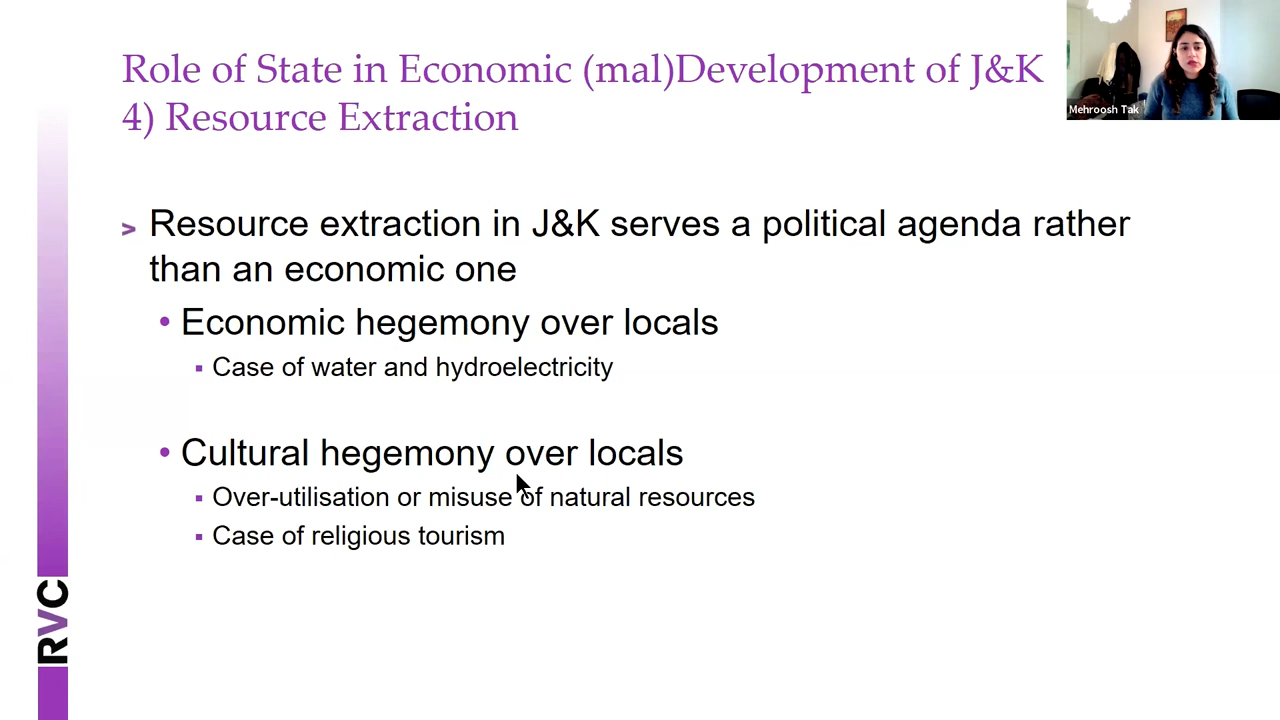 Role of State in Economic (mal)Development of J&K
4) Resource Extraction
Mehroosh Tak
> Resource extraction in J&K serves a political agenda rather
than an economic one
• Economic hegemony over locals
▪ Case of water and hydroelectricity
• Cultural hegemony over locals
▪ Over-utilisation or misuse of natural resources
▪ Case of religious tourism
RVC